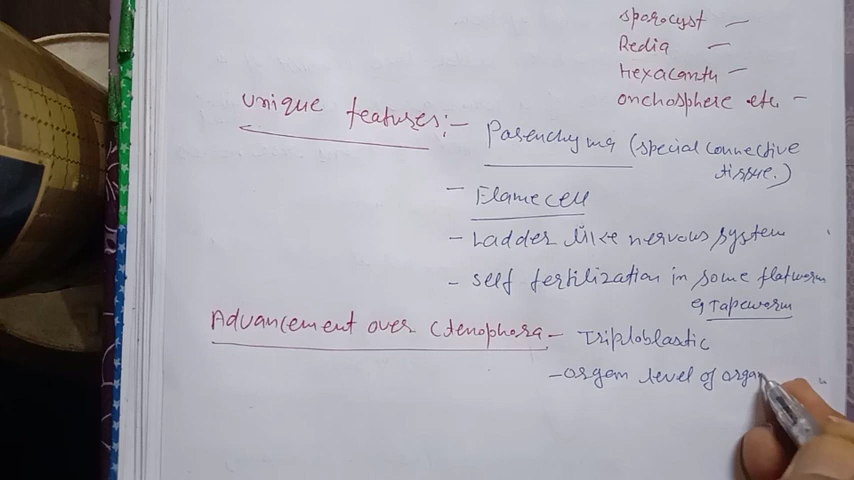 sporocyst —
Redia —
Hexacanth —
onchosphere etc —
unique features:— Parenchyma (special connective
tissue.)
— Flame cell
— Ladder like nervous system
— self fertilization in some flatworm
eg Tapeworm
Advancement over Ctenophora — Triploblastic
— organ level of organ